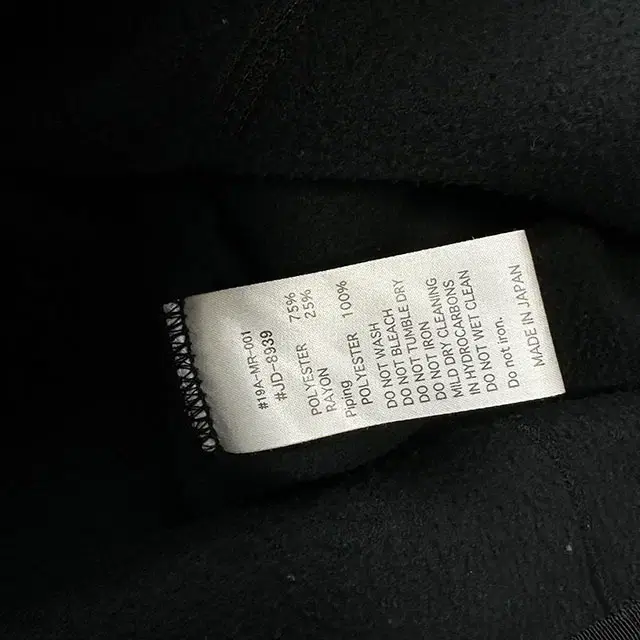 #19A-MR-001
#JD-6939
POLYESTER 75%
RAYON 25%
Piping
POLYESTER 100%
DO NOT WASH
DO NOT BLEACH
DO NOT TUMBLE DRY
DO NOT IRON
MILD DRY CLEANING
IN HYDROCARBONS
DO NOT WET CLEAN
Do not iron.
MADE IN JAPAN